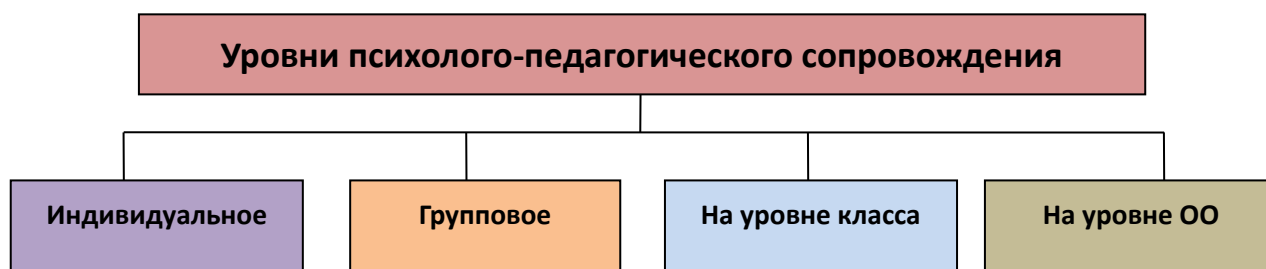 Уровни психолого-педагогического сопровождения
Индивидуальное
Групповое
На уровне класса
На уровне ОО